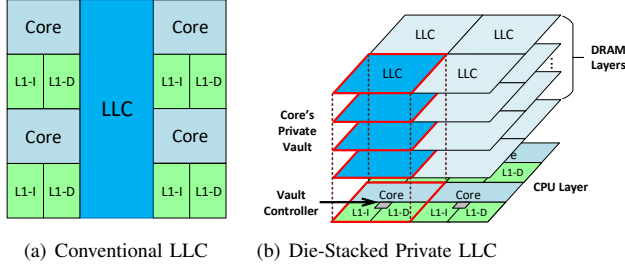 Core
Core
L1-I L1-D
L1-I L1-D
LLC
Core
Core
L1-I L1-D
L1-I L1-D
(a) Conventional LLC
LLC
LLC
LLC
LLC
DRAM
Layers
Core's
Private
Vault
Core
L1-D
CPU Layer
Vault
Controller
Core
Core
L1-I
L1-D
L1-I
L1-D
(b) Die-Stacked Private LLC